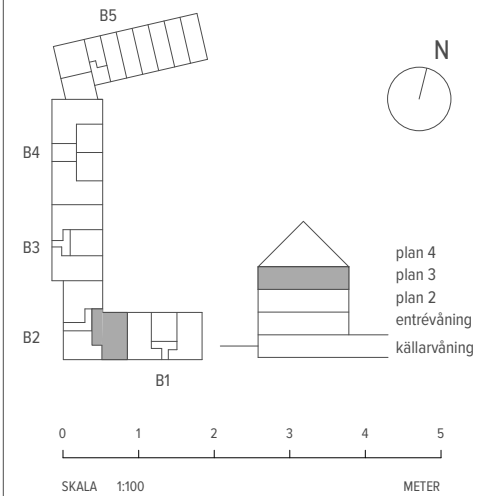 B5
N
B4
B3
B2
B1
plan 4
plan 3
plan 2
entrévåning
källarvåning
0 1 2 3 4 5
SKALA 1:100 METER